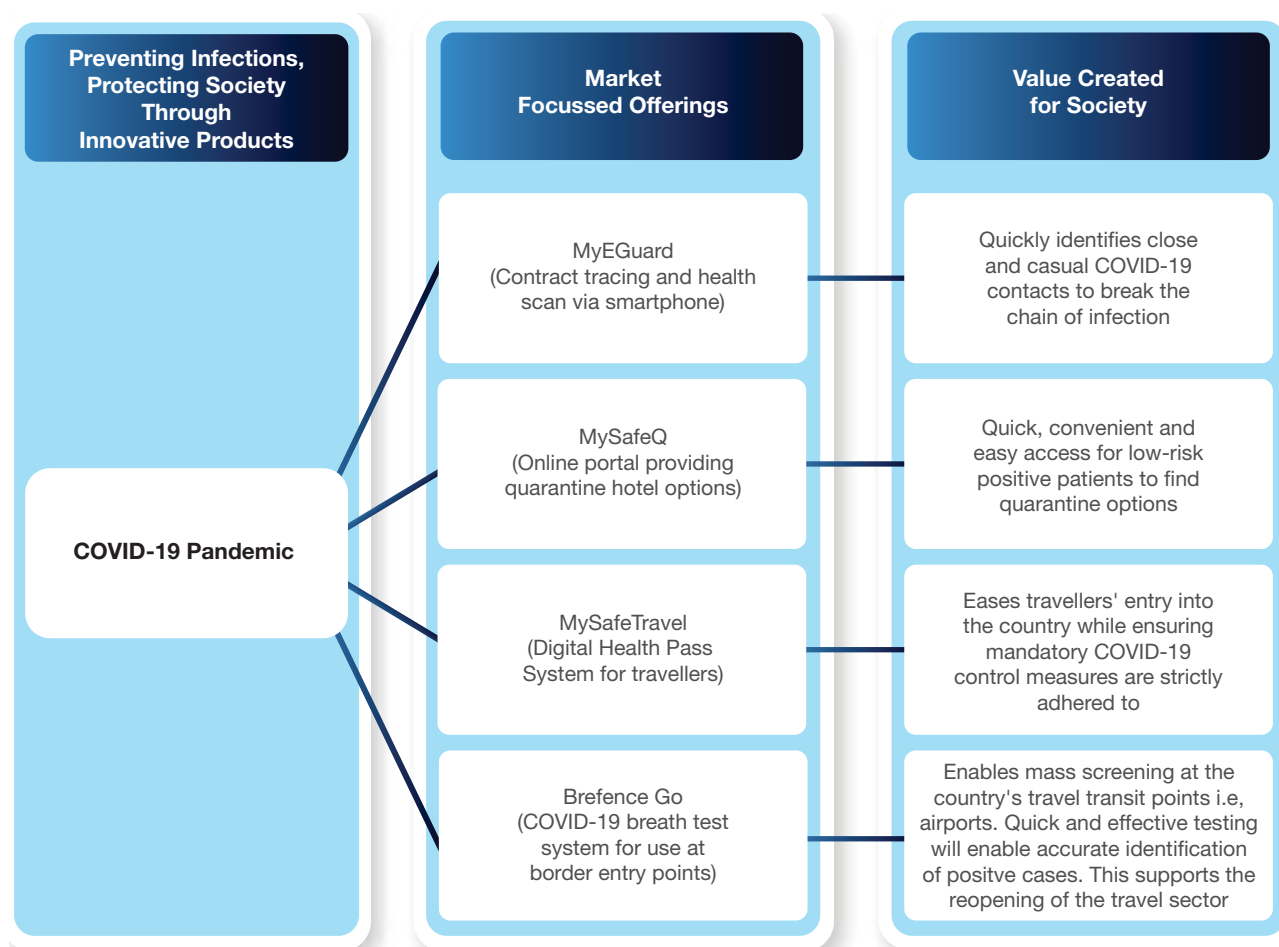 Preventing Infections,
Protecting Society
Through
Innovative Products
COVID-19 Pandemic
Market
Focussed Offerings
MyEGuard
(Contract tracing and health
scan via smartphone)
MySafeQ
(Online portal providing
quarantine hotel options)
MySafeTravel
(Digital Health Pass
System for travellers)
Brefence Go
(COVID-19 breath test
system for use at
border entry points)
Value Created
for Society
Quickly identifies close
and casual COVID-19
contacts to break the
chain of infection
Quick, convenient and
easy access for low-risk
positive patients to find
quarantine options
Eases travellers' entry into
the country while ensuring
mandatory COVID-19
control measures are strictly
adhered to
Enables mass screening at the
country's travel transit points i.e,
airports. Quick and effective testing
will enable accurate identification
of positve cases. This supports the
reopening of the travel sector